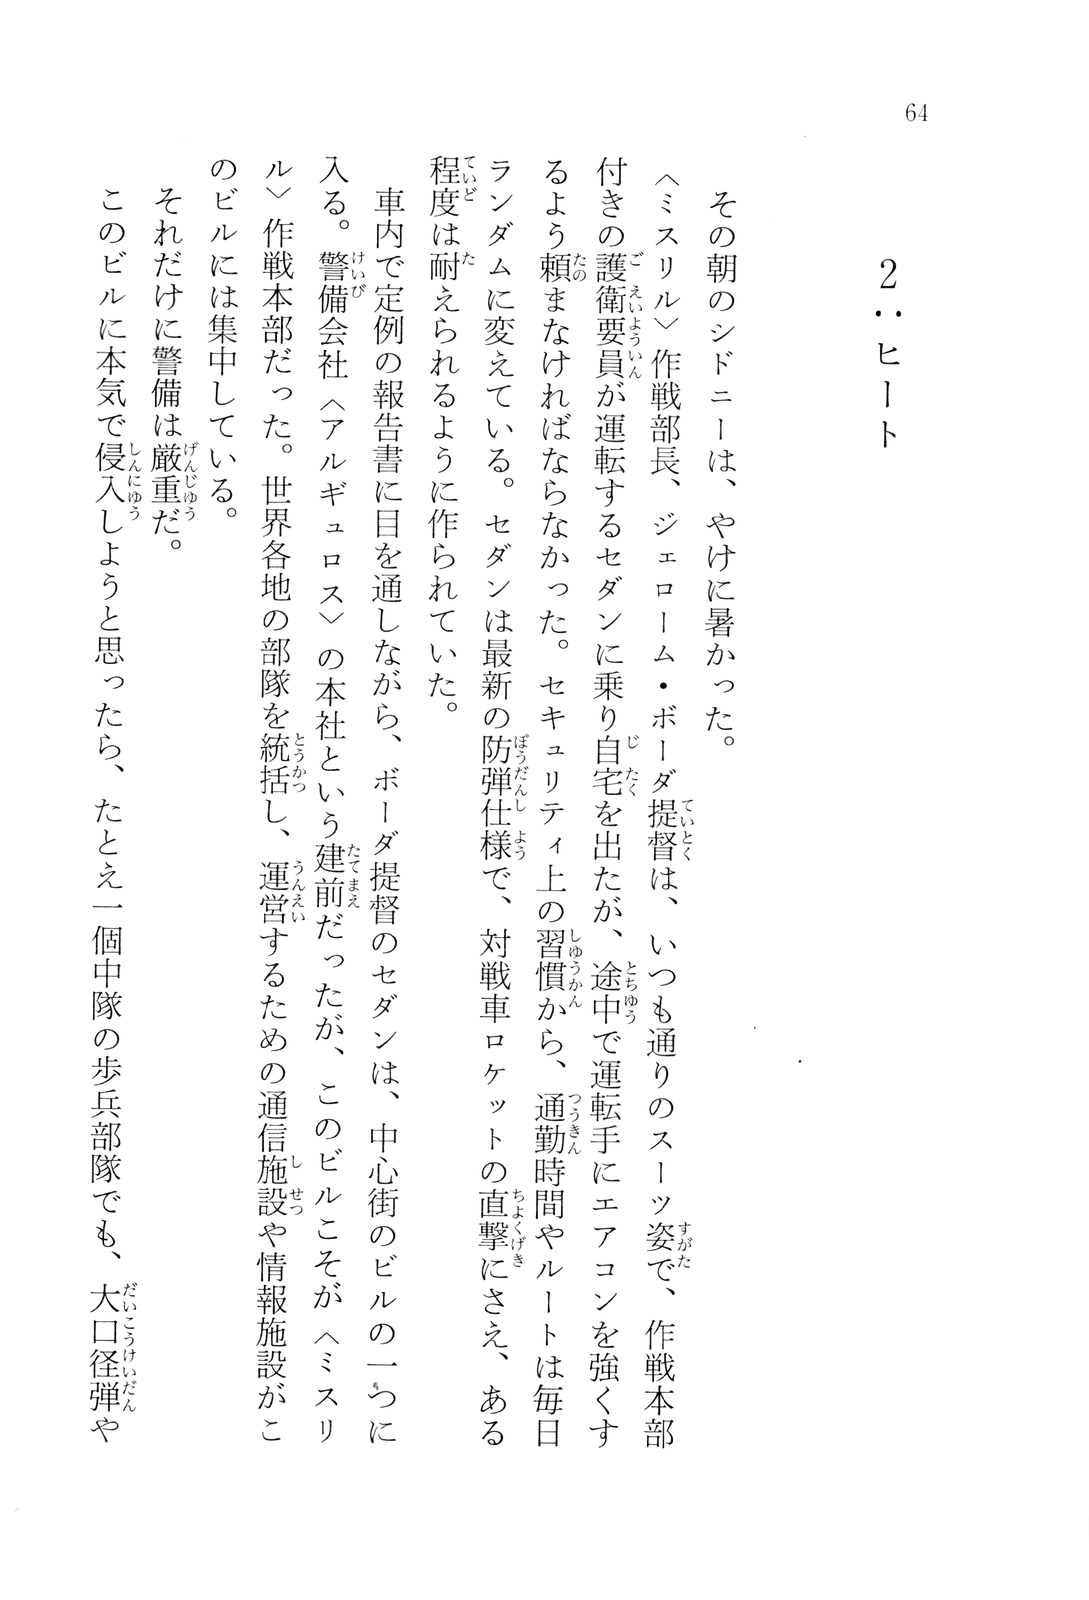 64
2：ヒート
その朝のシドニーは、やけに暑かった。
〈ミスリル〉作戦部長、ジェローム・ボーダ提督は、いつも通りのスーツ姿で、作戦本部
付きの護衛要員が運転するセダンに乗り自宅を出たが、途中で運転手にエアコンを強くす
るよう頼まなければならなかった。セキュリティ上の習慣から、通勤時間やルートは毎日
ランダムに変えている。セダンは最新の防弾仕様で、対戦車ロケットの直撃にさえ、ある
程度は耐えられるように作られていた。
車内で定例の報告書に目を通しながら、ボーダ提督のセダンは、中心街のビルの一つに
入る。警備会社〈アルギュロス〉の本社という建前だったが、このビルこそが〈ミスリ
ル〉作戦本部だった。世界各地の部隊を統括し、運営するための通信施設や情報施設がこ
のビルには集中している。
それだけに警備は厳重だ。
このビルに本気で侵入しようと思ったら、たとえ一個中隊の歩兵部隊でも、大口径弾や